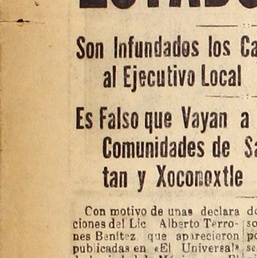 Son Infundados los Ca
al Ejecutivo Local
Es Falso que Vayan a
Comunidades de Sa
tan y Xoconoxtle
Con motivo de unas declara
ciones del Lic Alberto Terro-
nes Benítez, que aparecieron
publicadas en «El Universal»